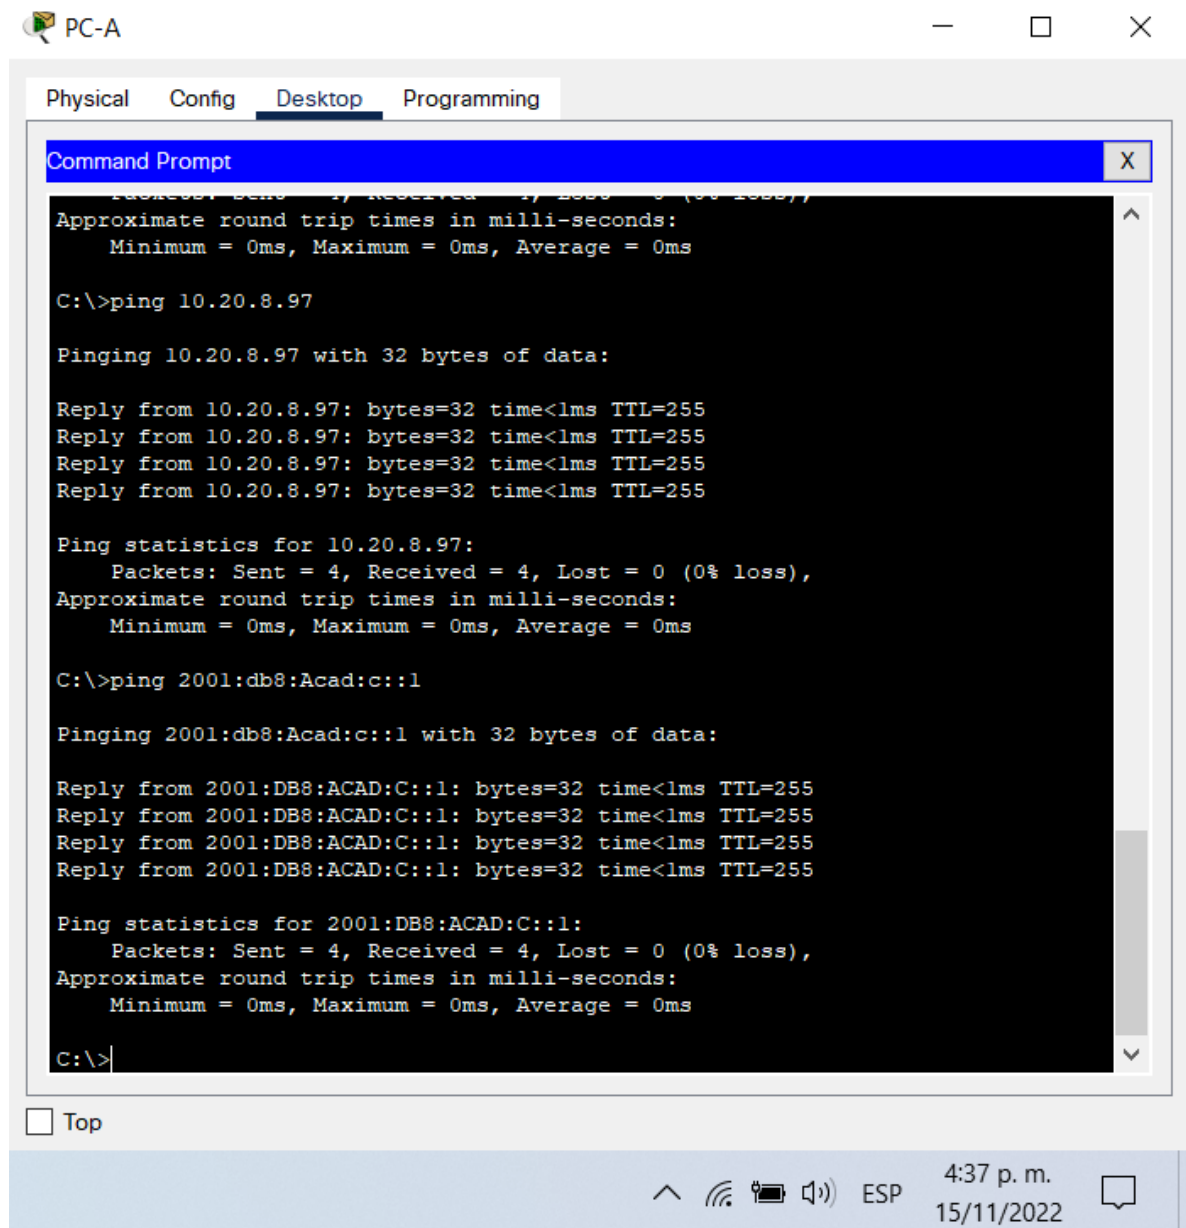 PC-A
Physical Config Desktop Programming
Command Prompt X
Packets: Sent = 4, Received = 4, Lost = 0 (0% loss),
Approximate round trip times in milli-seconds:
Minimum = 0ms, Maximum = 0ms, Average = 0ms
C:\>ping 10.20.8.97
Pinging 10.20.8.97 with 32 bytes of data:
Reply from 10.20.8.97: bytes=32 time<1ms TTL=255
Reply from 10.20.8.97: bytes=32 time<1ms TTL=255
Reply from 10.20.8.97: bytes=32 time<1ms TTL=255
Reply from 10.20.8.97: bytes=32 time<1ms TTL=255
Ping statistics for 10.20.8.97:
Packets: Sent = 4, Received = 4, Lost = 0 (0% loss),
Approximate round trip times in milli-seconds:
Minimum = 0ms, Maximum = 0ms, Average = 0ms
C:\>ping 2001:db8:Acad:c::1
Pinging 2001:db8:Acad:c::1 with 32 bytes of data:
Reply from 2001:DB8:ACAD:C::1: bytes=32 time<1ms TTL=255
Reply from 2001:DB8:ACAD:C::1: bytes=32 time<1ms TTL=255
Reply from 2001:DB8:ACAD:C::1: bytes=32 time<1ms TTL=255
Reply from 2001:DB8:ACAD:C::1: bytes=32 time<1ms TTL=255
Ping statistics for 2001:DB8:ACAD:C::1:
Packets: Sent = 4, Received = 4, Lost = 0 (0% loss),
Approximate round trip times in milli-seconds:
Minimum = 0ms, Maximum = 0ms, Average = 0ms
C:\>
Top
ESP
4:37 p. m.
15/11/2022